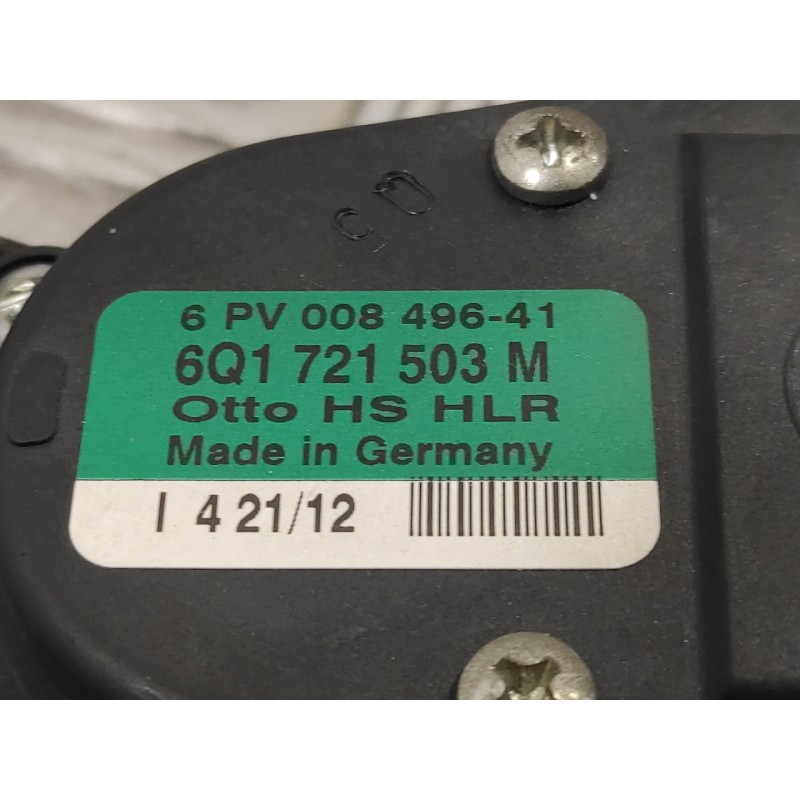 6 PV 008 496-41
6Q1 721 503 M
Otto HS HLR
Made in Germany
I 4 21/12